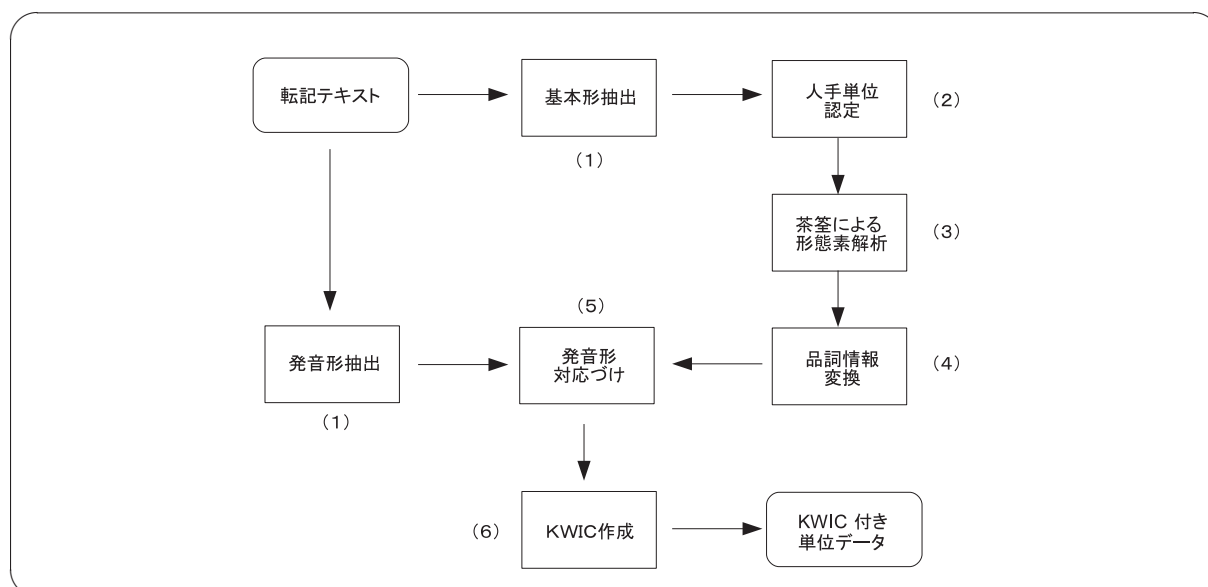 転記テキスト
基本形抽出
(1)
人手単位
認定
(2)
茶筌による
形態素解析
(3)
発音形抽出
(1)
(5)
発音形
対応づけ
品詞情報
変換
(4)
(6)
KWIC作成
KWIC 付き
単位データ